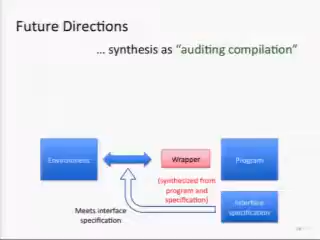 Future Directions
... synthesis as “auditing compilation”
Environment
Wrapper
Program
(synthesized from
program and
specification)
Interface
specification
Meets interface
specification